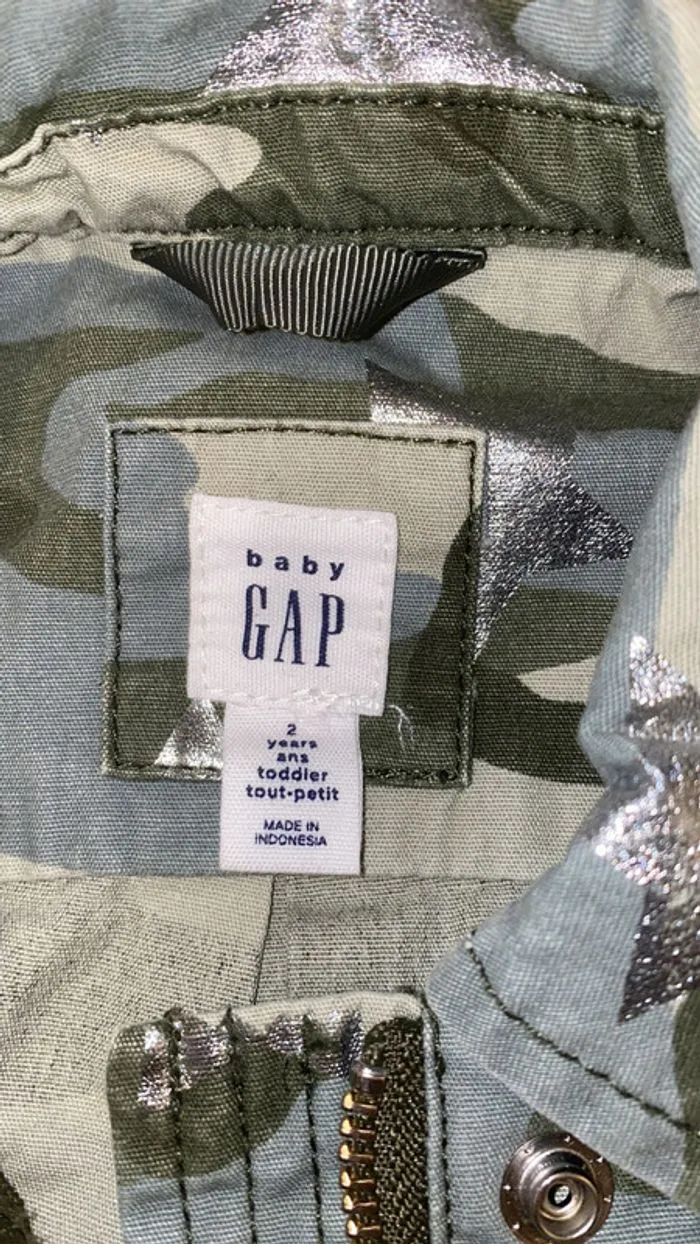 baby
GAP
2
years
ans
toddler
tout-petit
MADE IN
INDONESIA